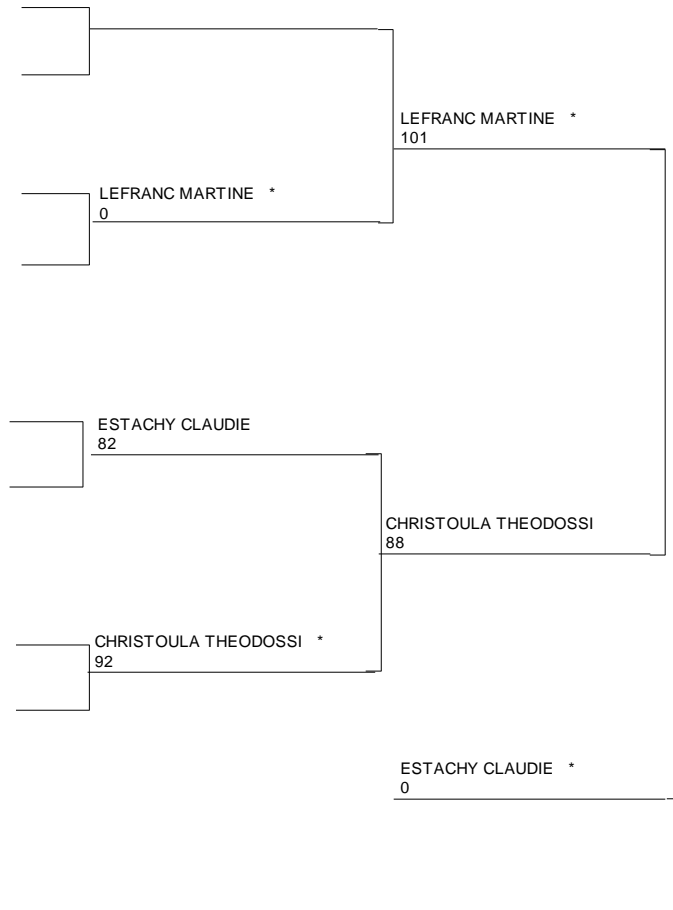 LEFRANC MARTINE *
101
LEFRANC MARTINE *
0
ESTACHY CLAUDIE
82
CHRISTOULA THEODOSSI
88
CHRISTOULA THEODOSSI *
92
ESTACHY CLAUDIE *
0